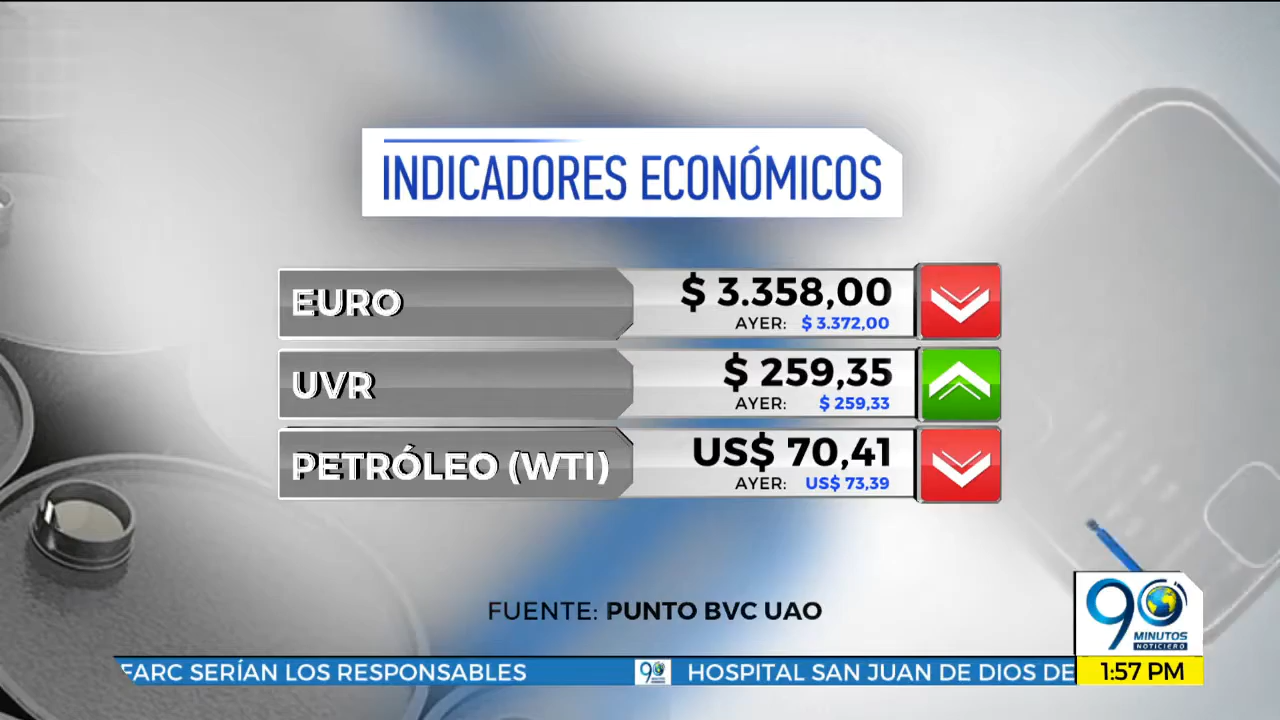 INDICADORES ECONÓMICOS
EURO
$ 3.358,00
AYER: $ 3.372,00
UVR
$ 259,35
AYER: $ 259,33
PETRÓLEO (WTI)
US$ 70,41
AYER: US$ 73,39
FUENTE: PUNTO BVC UAO
90
MINUTOS
NOTICIERO
FARC SERÍAN LOS RESPONSABLES
HOSPITAL SAN JUAN DE DIOS DE
1:57 PM